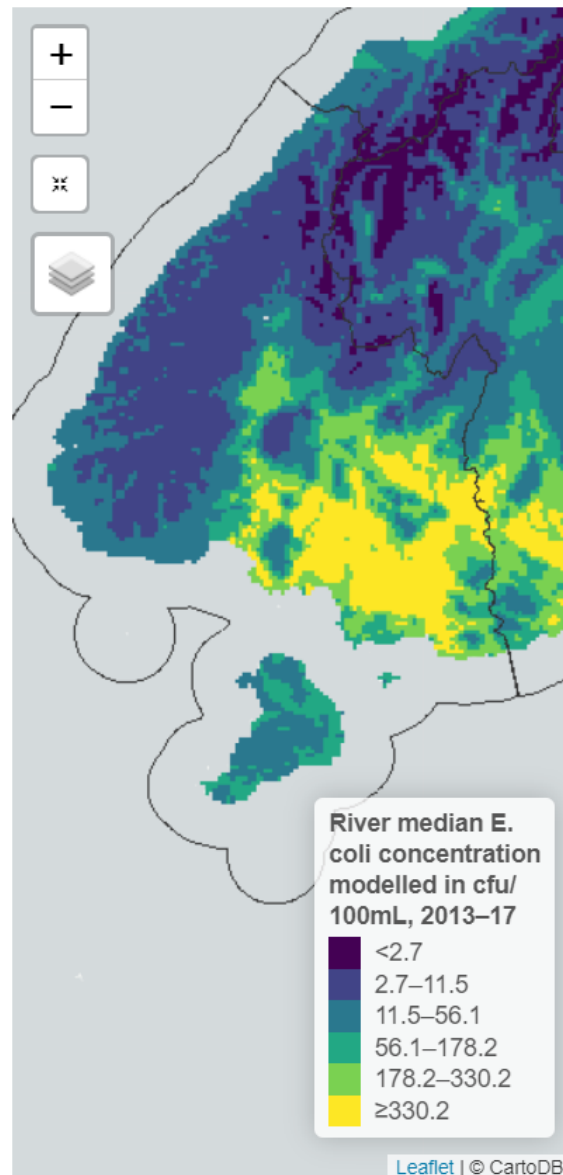 +
−
River median E.
coli concentration
modelled in cfu/
100mL, 2013–17
<2.7
2.7–11.5
11.5–56.1
56.1–178.2
178.2–330.2
≥330.2
Leaflet | © CartoDB